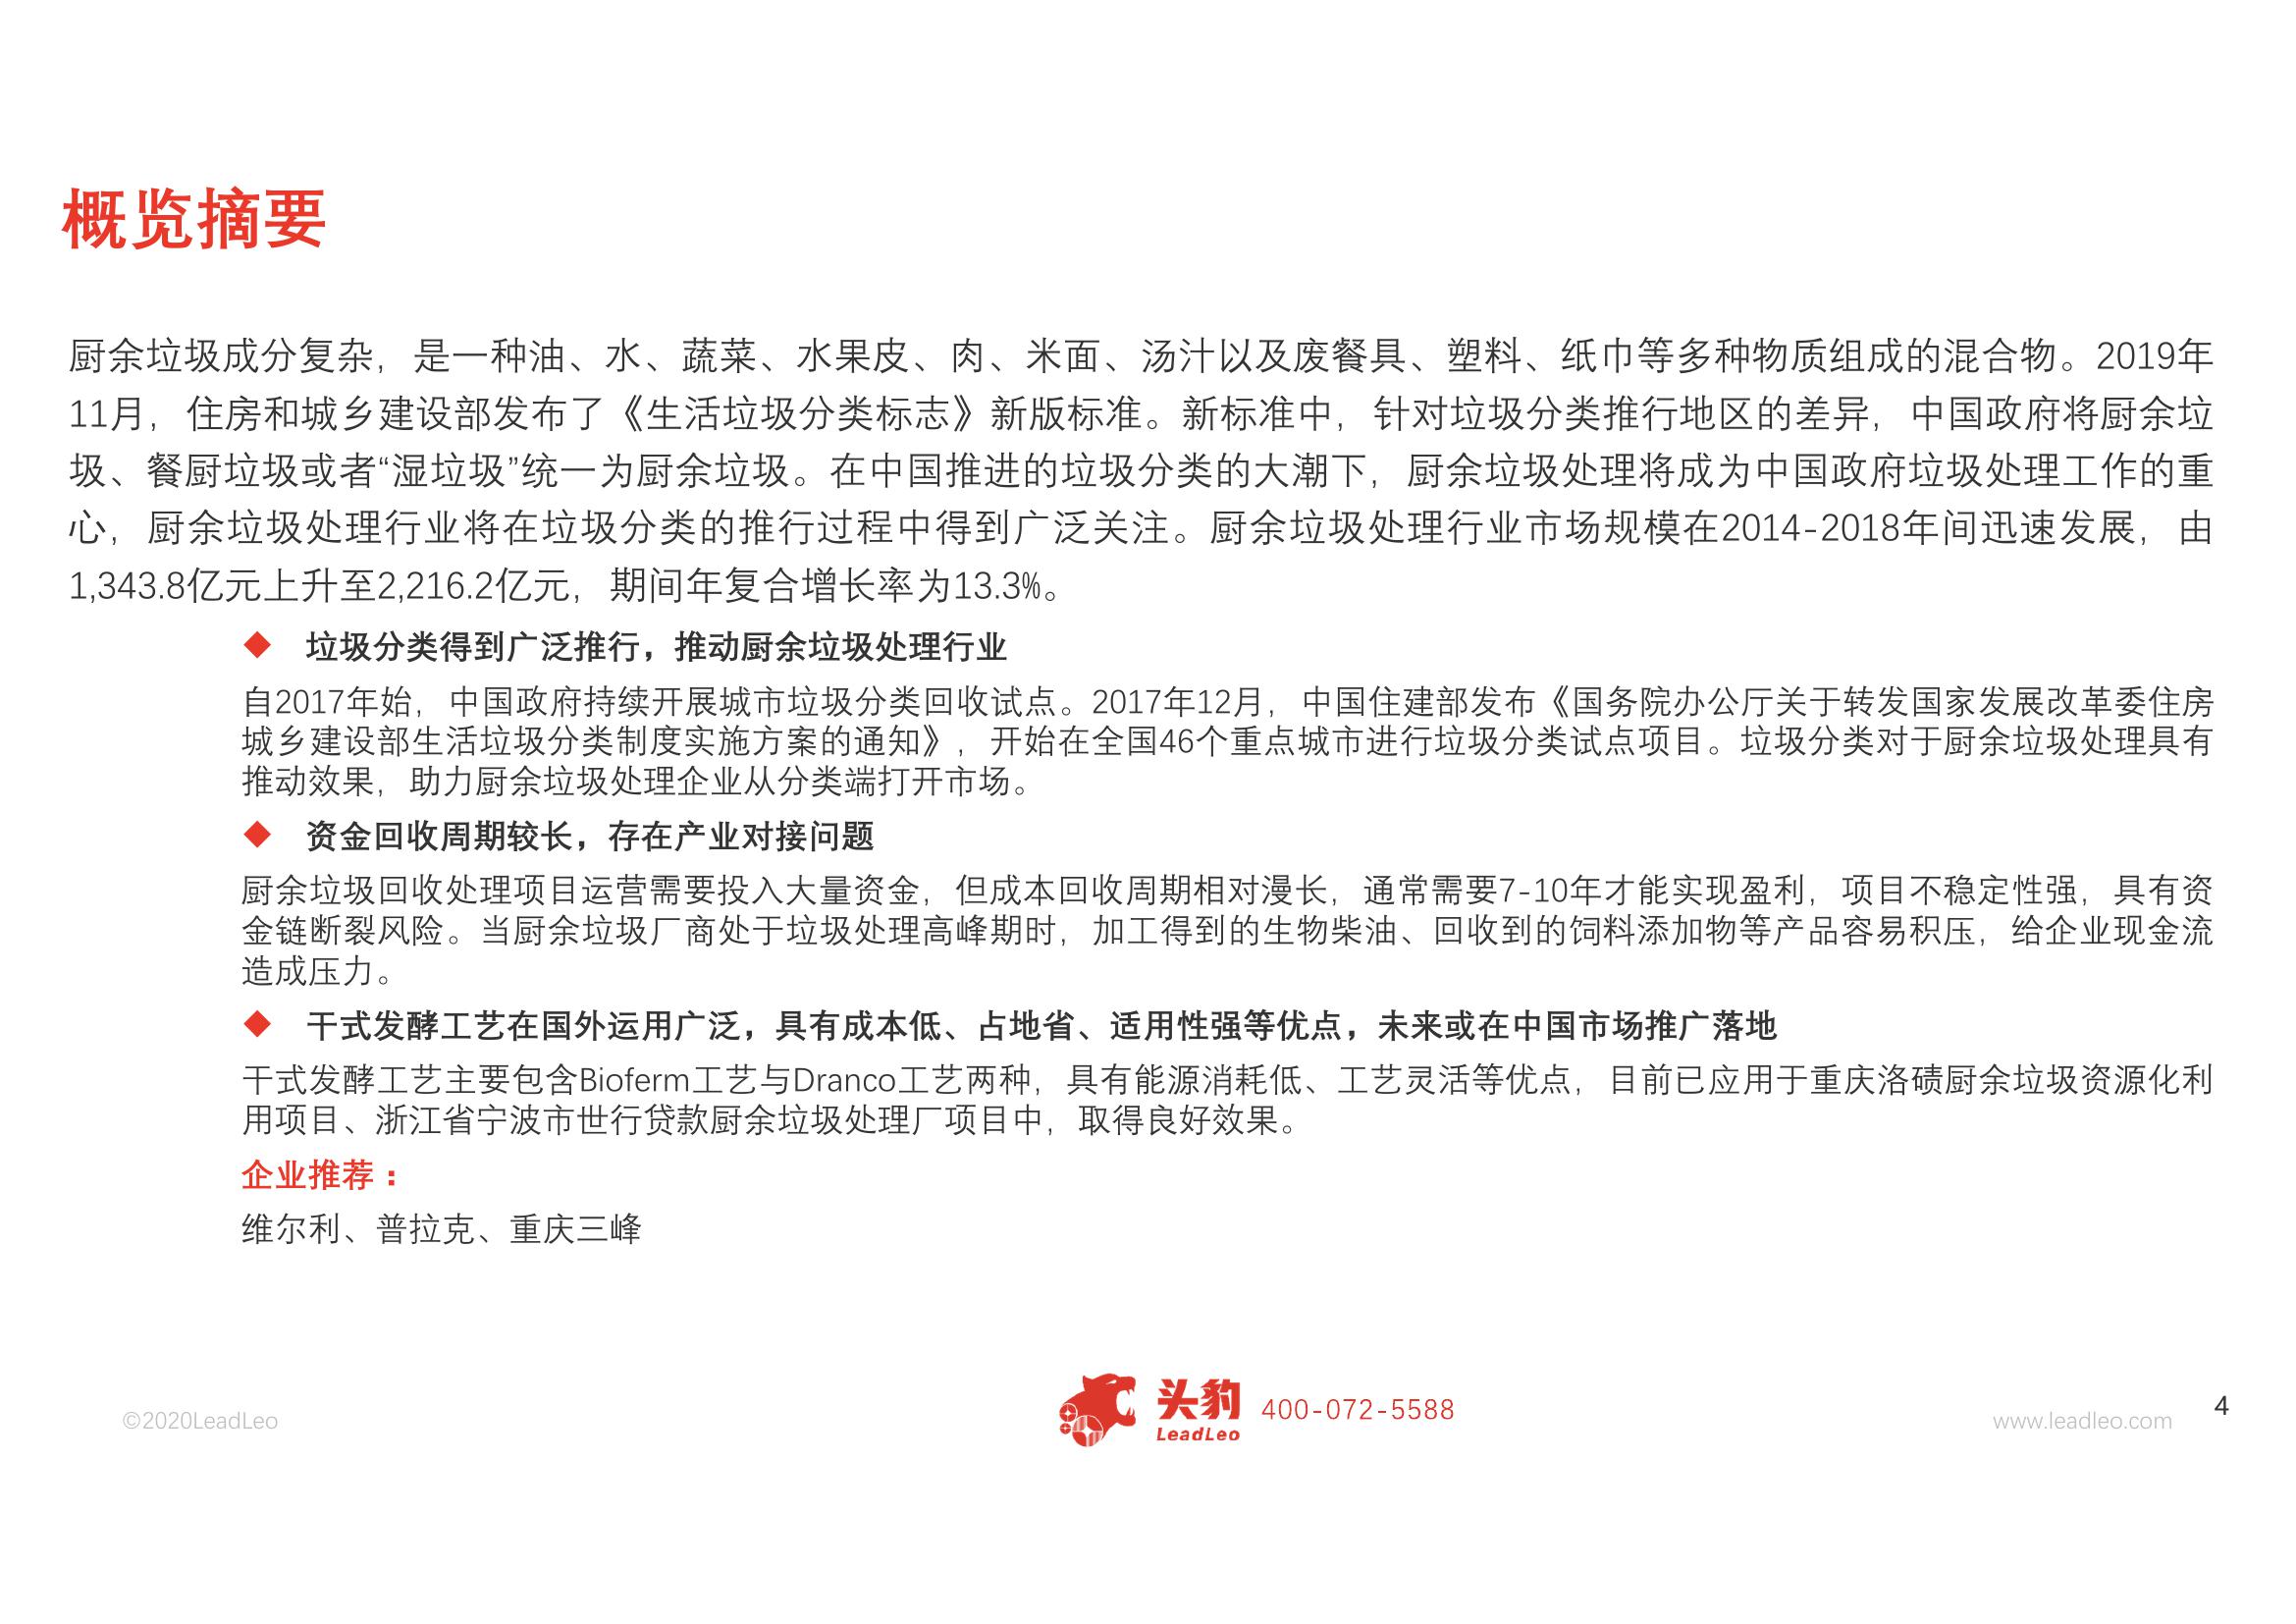 概览摘要
厨余垃圾成分复杂，是一种油、水、蔬菜、水果皮、肉、米面、汤汁以及废餐具、塑料、纸巾等多种物质组成的混合物。2019年
11月，住房和城乡建设部发布了《生活垃圾分类标志》新版标准。新标准中，针对垃圾分类推行地区的差异，中国政府将厨余垃
圾、餐厨垃圾或者“湿垃圾”统一为厨余垃圾。在中国推进的垃圾分类的大潮下，厨余垃圾处理将成为中国政府垃圾处理工作的重
心，厨余垃圾处理行业将在垃圾分类的推行过程中得到广泛关注。厨余垃圾处理行业市场规模在2014-2018年间迅速发展，由
1,343.8亿元上升至2,216.2亿元，期间年复合增长率为13.3%。
◆ 垃圾分类得到广泛推行，推动厨余垃圾处理行业
自2017年始，中国政府持续开展城市垃圾分类回收试点。2017年12月，中国住建部发布《国务院办公厅关于转发国家发展改革委住房
城乡建设部生活垃圾分类制度实施方案的通知》，开始在全国46个重点城市进行垃圾分类试点项目。垃圾分类对于厨余垃圾处理具有
推动效果，助力厨余垃圾处理企业从分类端打开市场。
◆ 资金回收周期较长，存在产业对接问题
厨余垃圾回收处理项目运营需要投入大量资金，但成本回收周期相对漫长，通常需要7-10年才能实现盈利，项目不稳定性强，具有资
金链断裂风险。当厨余垃圾厂商处于垃圾处理高峰期时，加工得到的生物柴油、回收到的饲料添加物等产品容易积压，给企业现金流
造成压力。
◆ 干式发酵工艺在国外运用广泛，具有成本低、占地省、适用性强等优点，未来或在中国市场推广落地
干式发酵工艺主要包含Bioferm工艺与Dranco工艺两种，具有能源消耗低、工艺灵活等优点，目前已应用于重庆洛碛厨余垃圾资源化利
用项目、浙江省宁波市世行贷款厨余垃圾处理厂项目中，取得良好效果。
企业推荐：
维尔利、普拉克、重庆三峰
©2020LeadLeo
头豹
LeadLeo
400-072-5588
www.leadleo.com
4